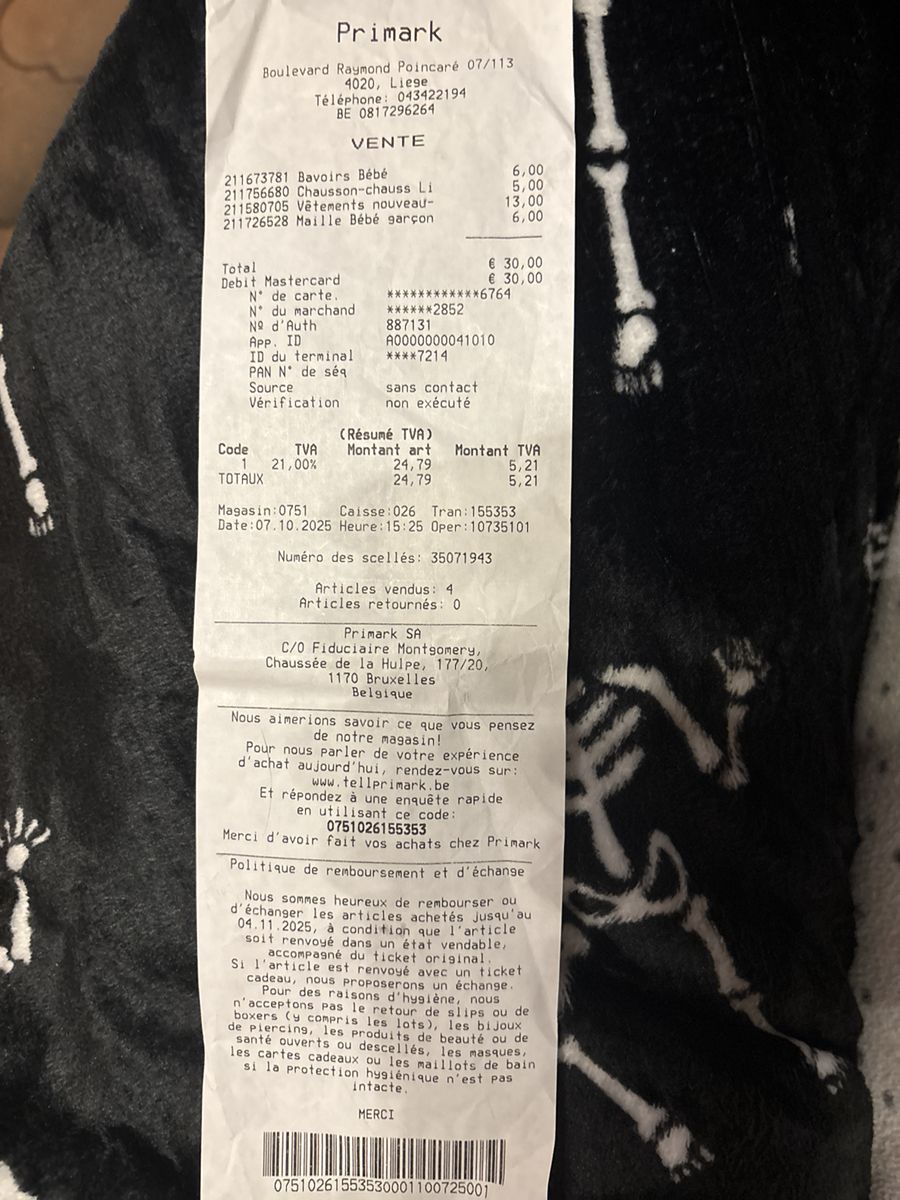 Primark
Boulevard Raymond Poincaré 07/113
4020, Liege
Téléphone: 043422194
BE 0817296264
VENTE
211673781 Bavoirs Bébé 6,00
211756680 Chausson-chauss Li 5,00
211580705 Vêtements nouveau- 13,00
211726528 Maille Bébé garçon 6,00
Total € 30,00
Debit Mastercard € 30,00
N° de carte. ************6764
N° du marchand ******2852
Nº d'Auth 887131
App. ID A0000000041010
ID du terminal ****7214
PAN N° de séq
Source sans contact
Vérification non exécuté
(Résumé TVA)
Code TVA Montant art Montant TVA
1 21,00% 24,79 5,21
TOTAUX 24,79 5,21
Magasin:0751 Caisse:026 Tran:155353
Date:07.10.2025 Heure:15:25 Oper:10735101
Numéro des scellés: 35071943
Articles vendus: 4
Articles retournés: 0
Primark SA
C/O Fiduciaire Montgomery,
Chaussée de la Hulpe, 177/20,
1170 Bruxelles
Belgique
Nous aimerions savoir ce que vous pensez
de notre magasin!
Pour nous parler de votre expérience
d'achat aujourd'hui, rendez-vous sur:
www.tellprimark.be
Et répondez à une enquête rapide
en utilisant ce code:
0751026155353
Merci d'avoir fait vos achats chez Primark
Politique de remboursement et d'échange
Nous sommes heureux de rembourser ou
d'échanger les articles achetés jusqu'au
04.11.2025, à condition que l'article
soit renvoyé dans un état vendable,
accompagné du ticket original.
Si l'article est renvoyé avec un ticket
cadeau, nous proposerons un échange.
Pour des raisons d'hygiène, nous
n'acceptons pas le retour de slips ou de
boxers (y compris les lots), les bijoux
de piercing, les produits de beauté ou de
santé ouverts ou descellés, les masques,
les cartes cadeaux ou les maillots de bain
si la protection hygiénique n'est pas
intacte.
MERCI
07510261553530001100725001